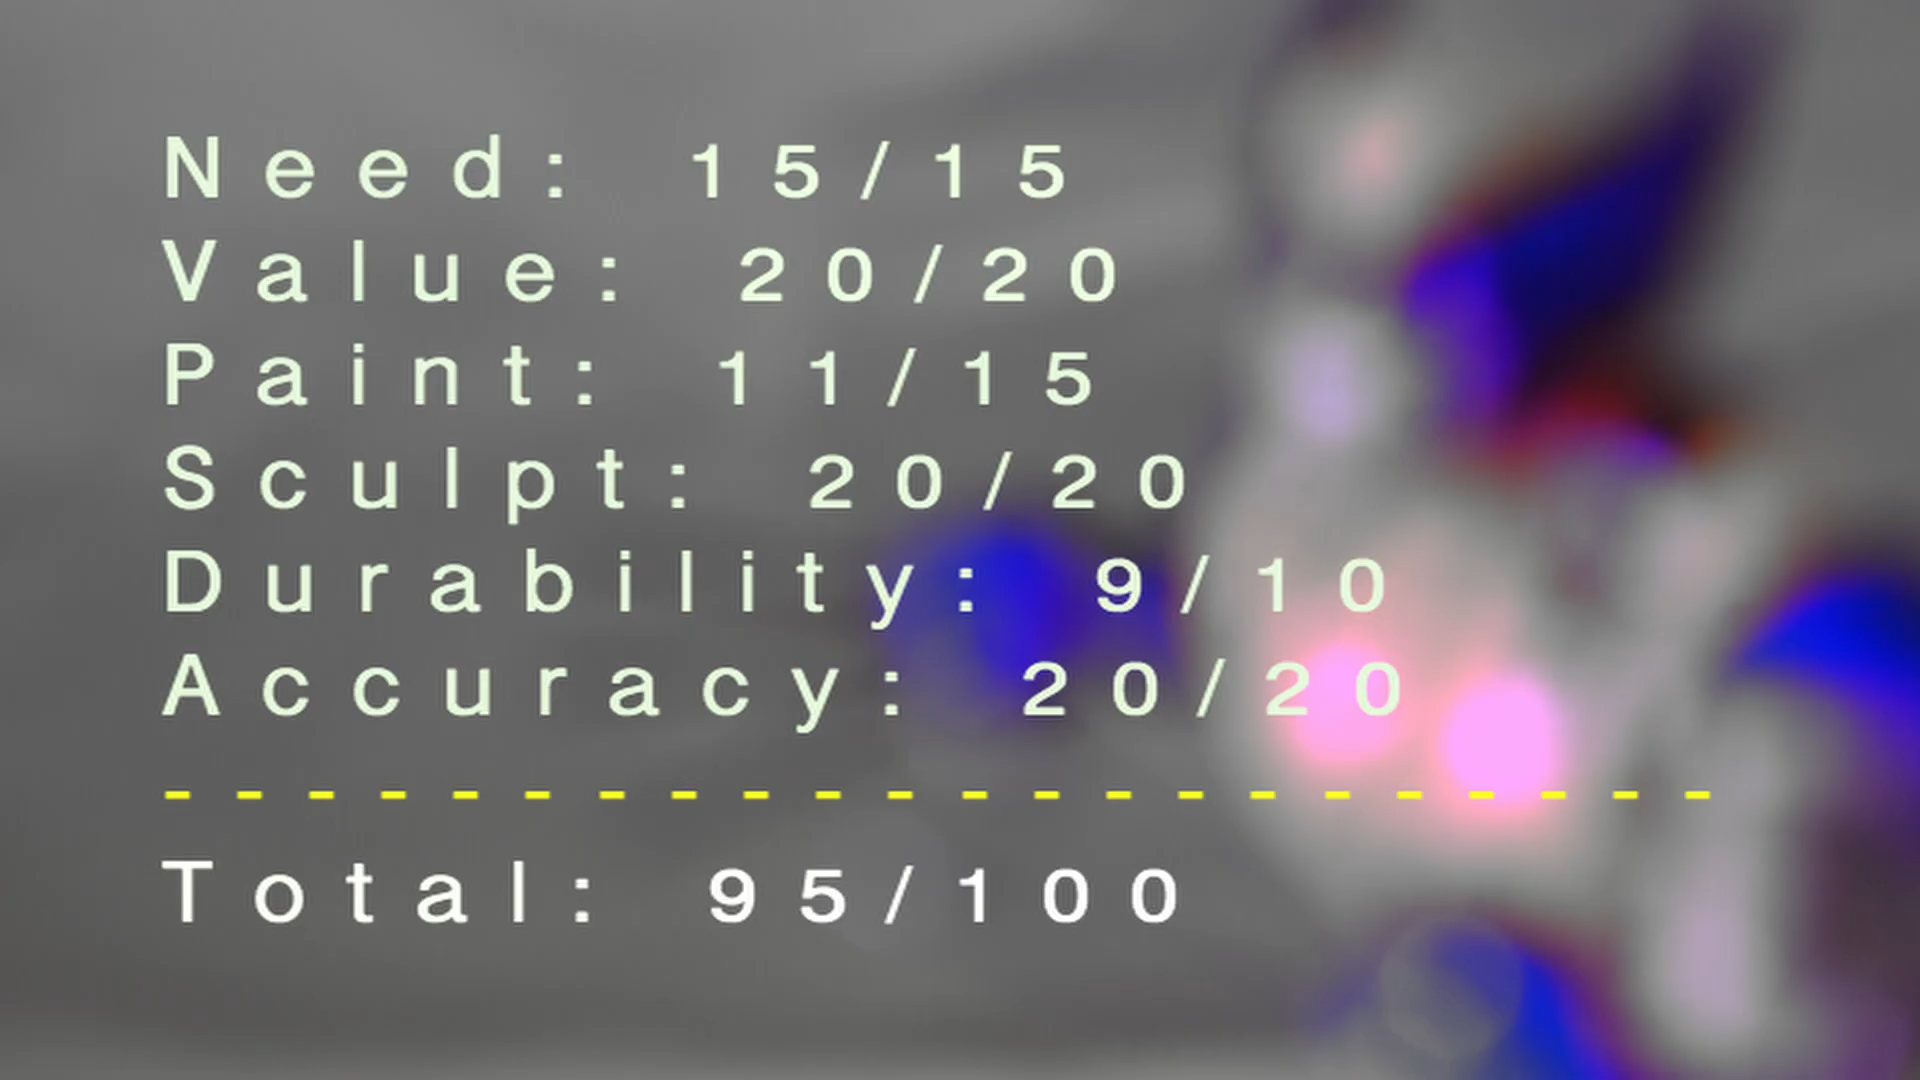 Need: 15/15
Value: 20/20
Paint: 11/15
Sculpt: 20/20
Durability: 9/10
Accuracy: 20/20
----------------------
Total: 95/100